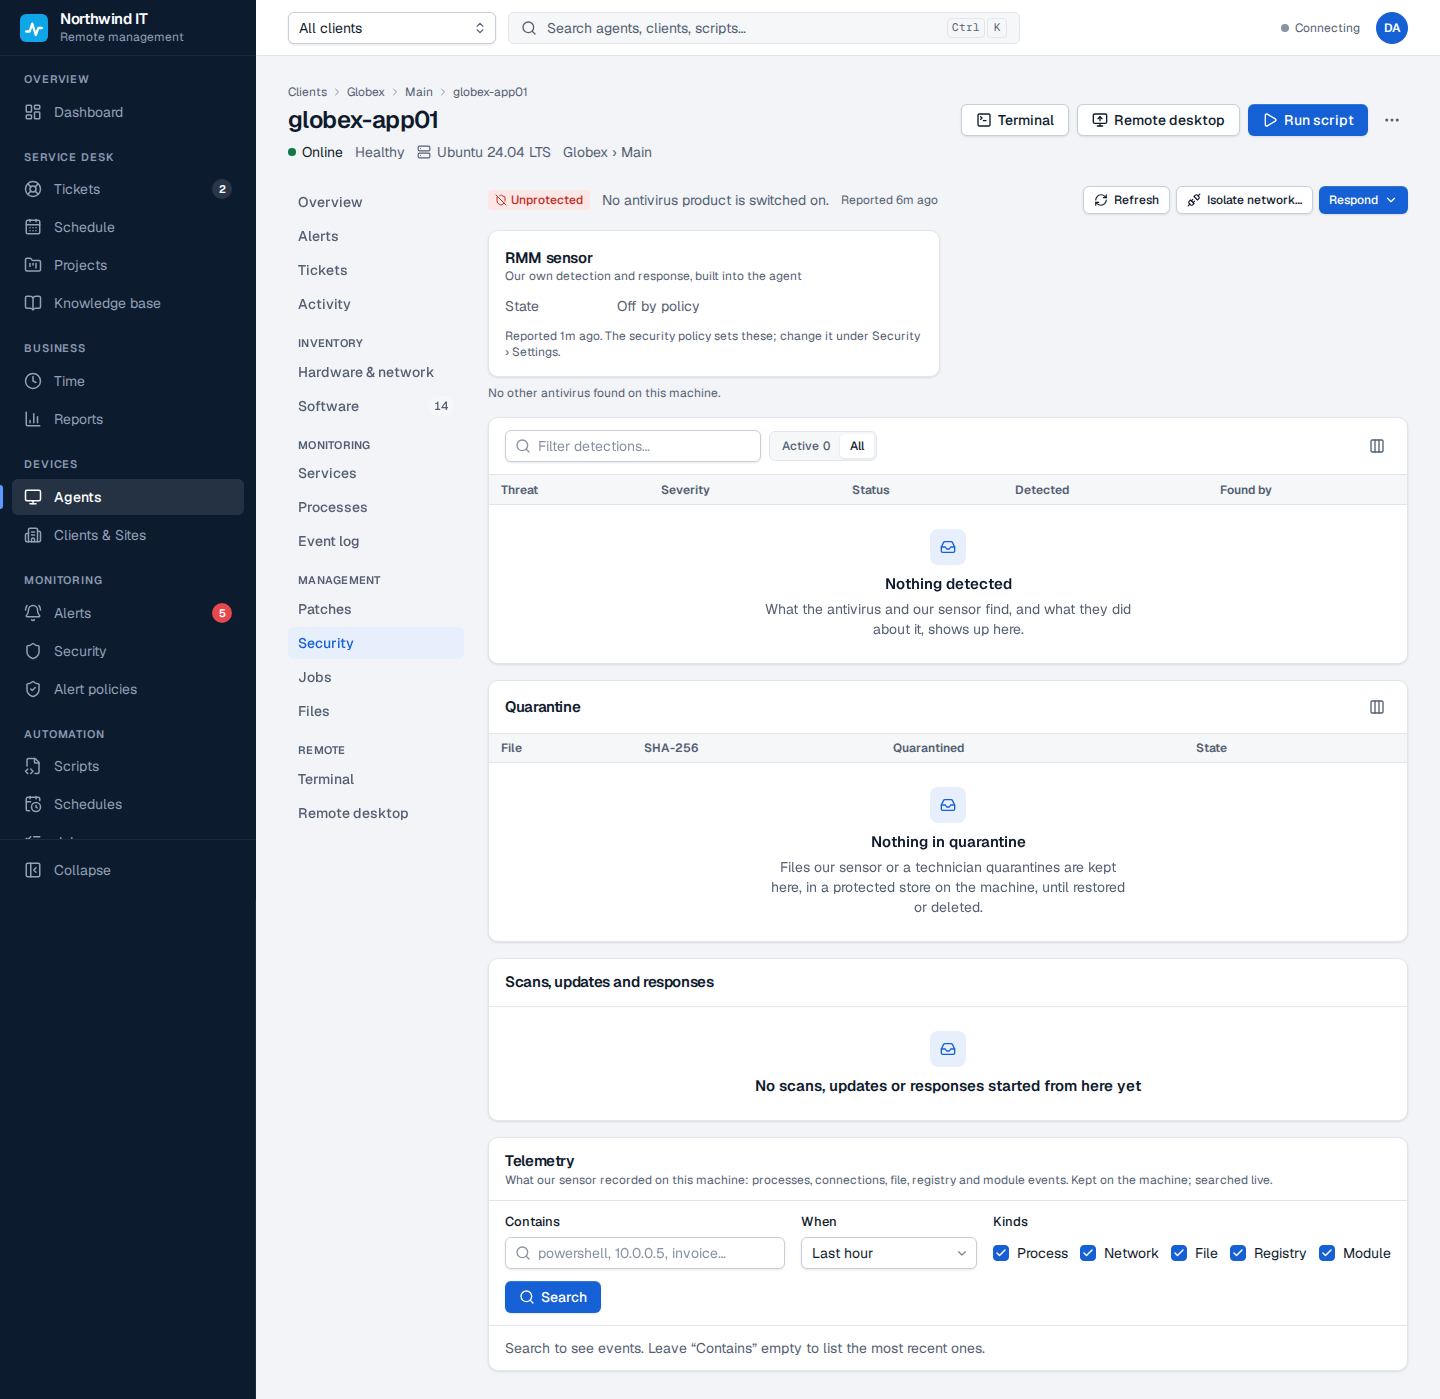 Northwind IT
Remote management
All clients
Search agents, clients, scripts...
Ctrl K
Connecting
DA
OVERVIEW
Dashboard
SERVICE DESK
Tickets 2
Schedule
Projects
Knowledge base
BUSINESS
Time
Reports
DEVICES
Agents
Clients & Sites
MONITORING
Alerts 5
Security
Alert policies
AUTOMATION
Scripts
Schedules
Collapse
Clients › Globex › Main › globex-app01
globex-app01
Terminal
Remote desktop
Run script
Online Healthy Ubuntu 24.04 LTS Globex › Main
Overview
Alerts
Tickets
Activity
INVENTORY
Hardware & network
Software 14
MONITORING
Services
Processes
Event log
MANAGEMENT
Patches
Security
Jobs
Files
REMOTE
Terminal
Remote desktop
Unprotected No antivirus product is switched on. Reported 6m ago
Refresh
Isolate network...
Respond
RMM sensor
Our own detection and response, built into the agent
State Off by policy
Reported 1m ago. The security policy sets these; change it under Security
› Settings.
No other antivirus found on this machine.
Filter detections...
Active 0 All
Threat Severity Status Detected Found by
Nothing detected
What the antivirus and our sensor find, and what they did
about it, shows up here.
Quarantine
File SHA-256 Quarantined State
Nothing in quarantine
Files our sensor or a technician quarantines are kept
here, in a protected store on the machine, until restored
or deleted.
Scans, updates and responses
No scans, updates or responses started from here yet
Telemetry
What our sensor recorded on this machine: processes, connections, file, registry and module events. Kept on the machine; searched live.
Contains When Kinds
powershell, 10.0.0.5, invoice... Last hour Process Network File Registry Module
Search
Search to see events. Leave “Contains” empty to list the most recent ones.